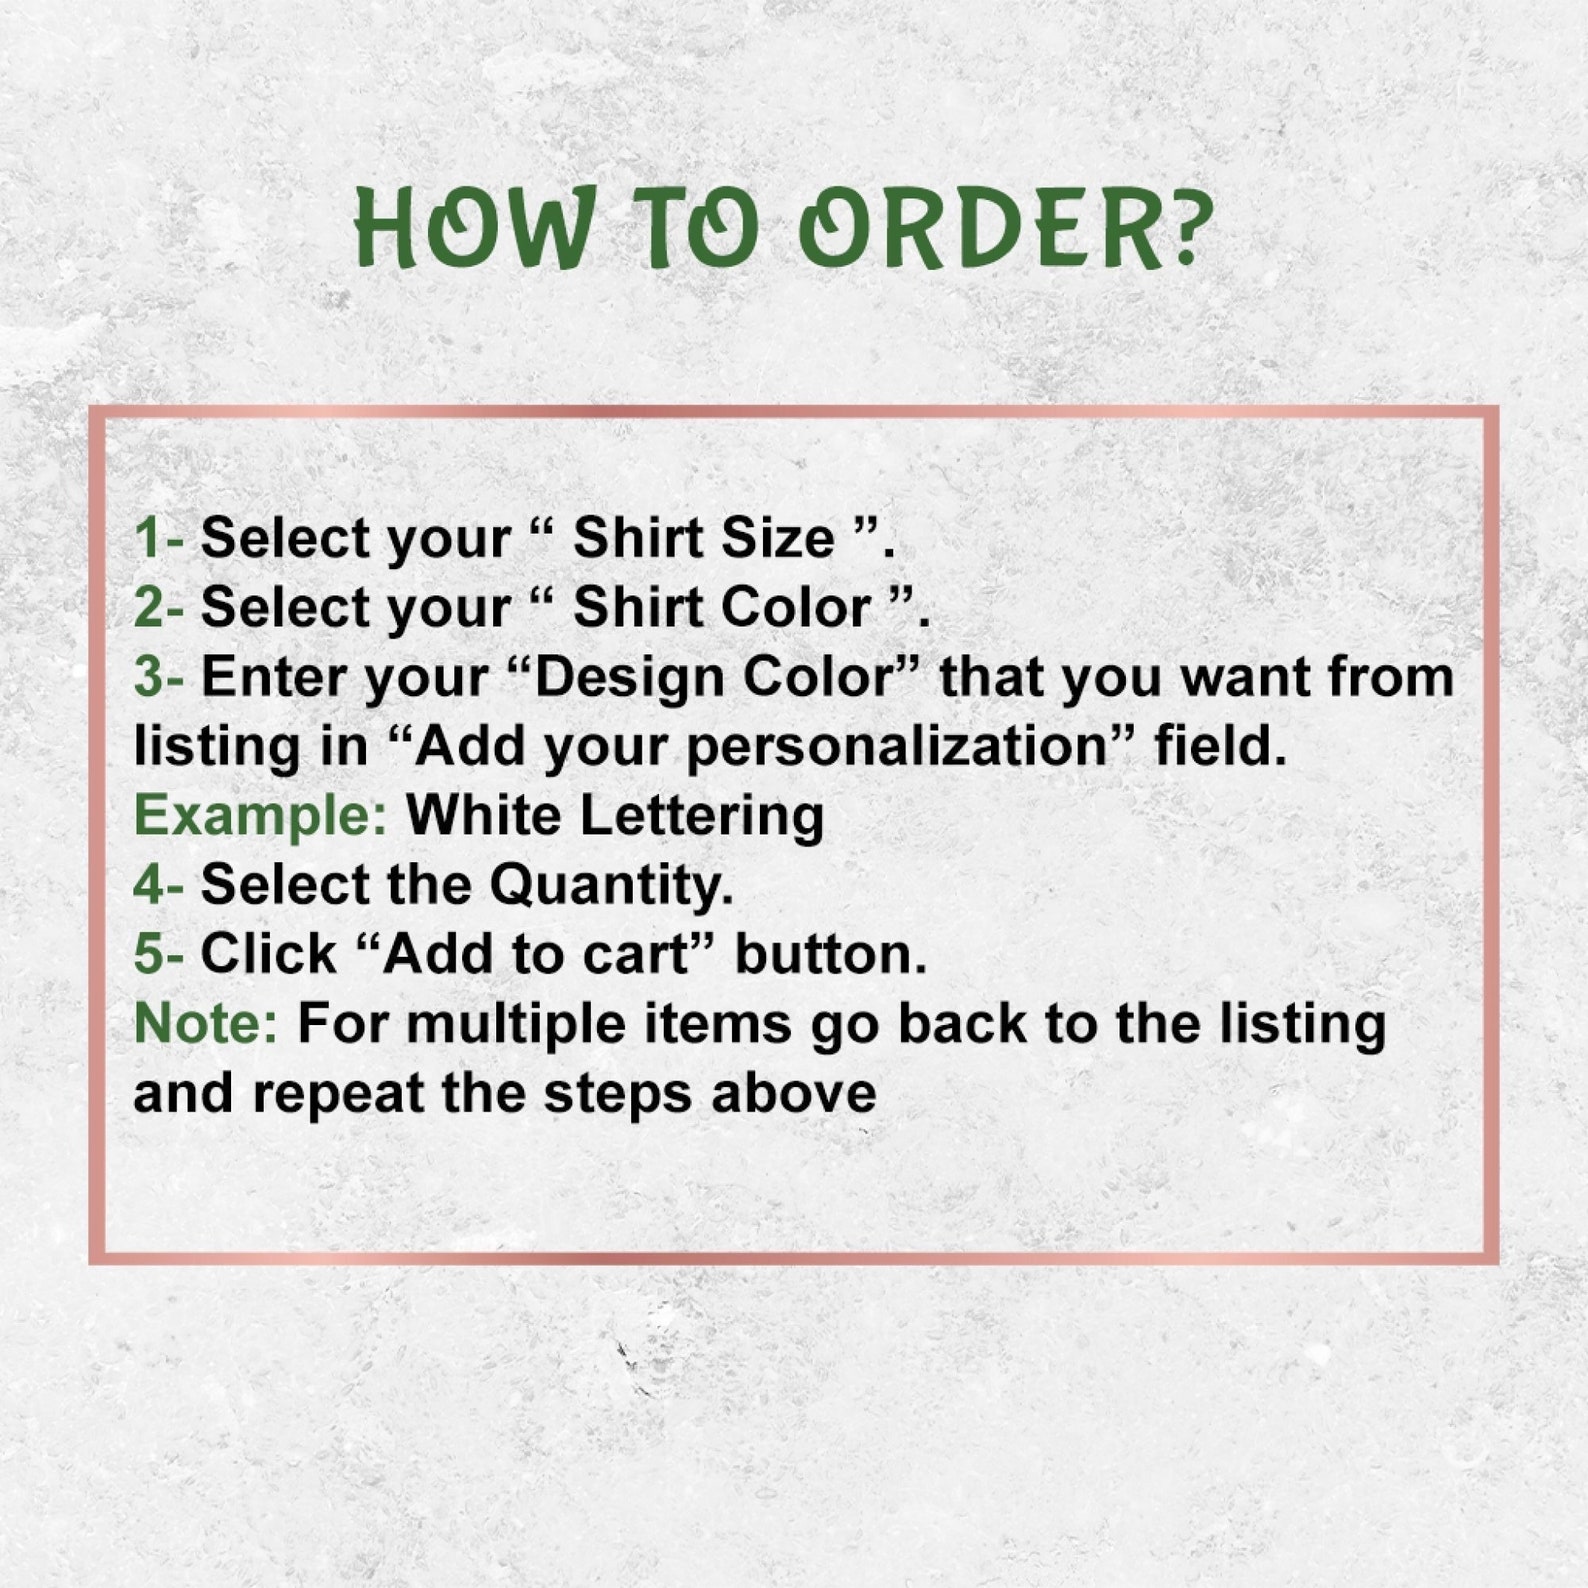 HOW TO ORDER?
1- Select your “ Shirt Size ”.
2- Select your “ Shirt Color ”.
3- Enter your “Design Color” that you want from
listing in “Add your personalization” field.
Example: White Lettering
4- Select the Quantity.
5- Click “Add to cart” button.
Note: For multiple items go back to the listing
and repeat the steps above